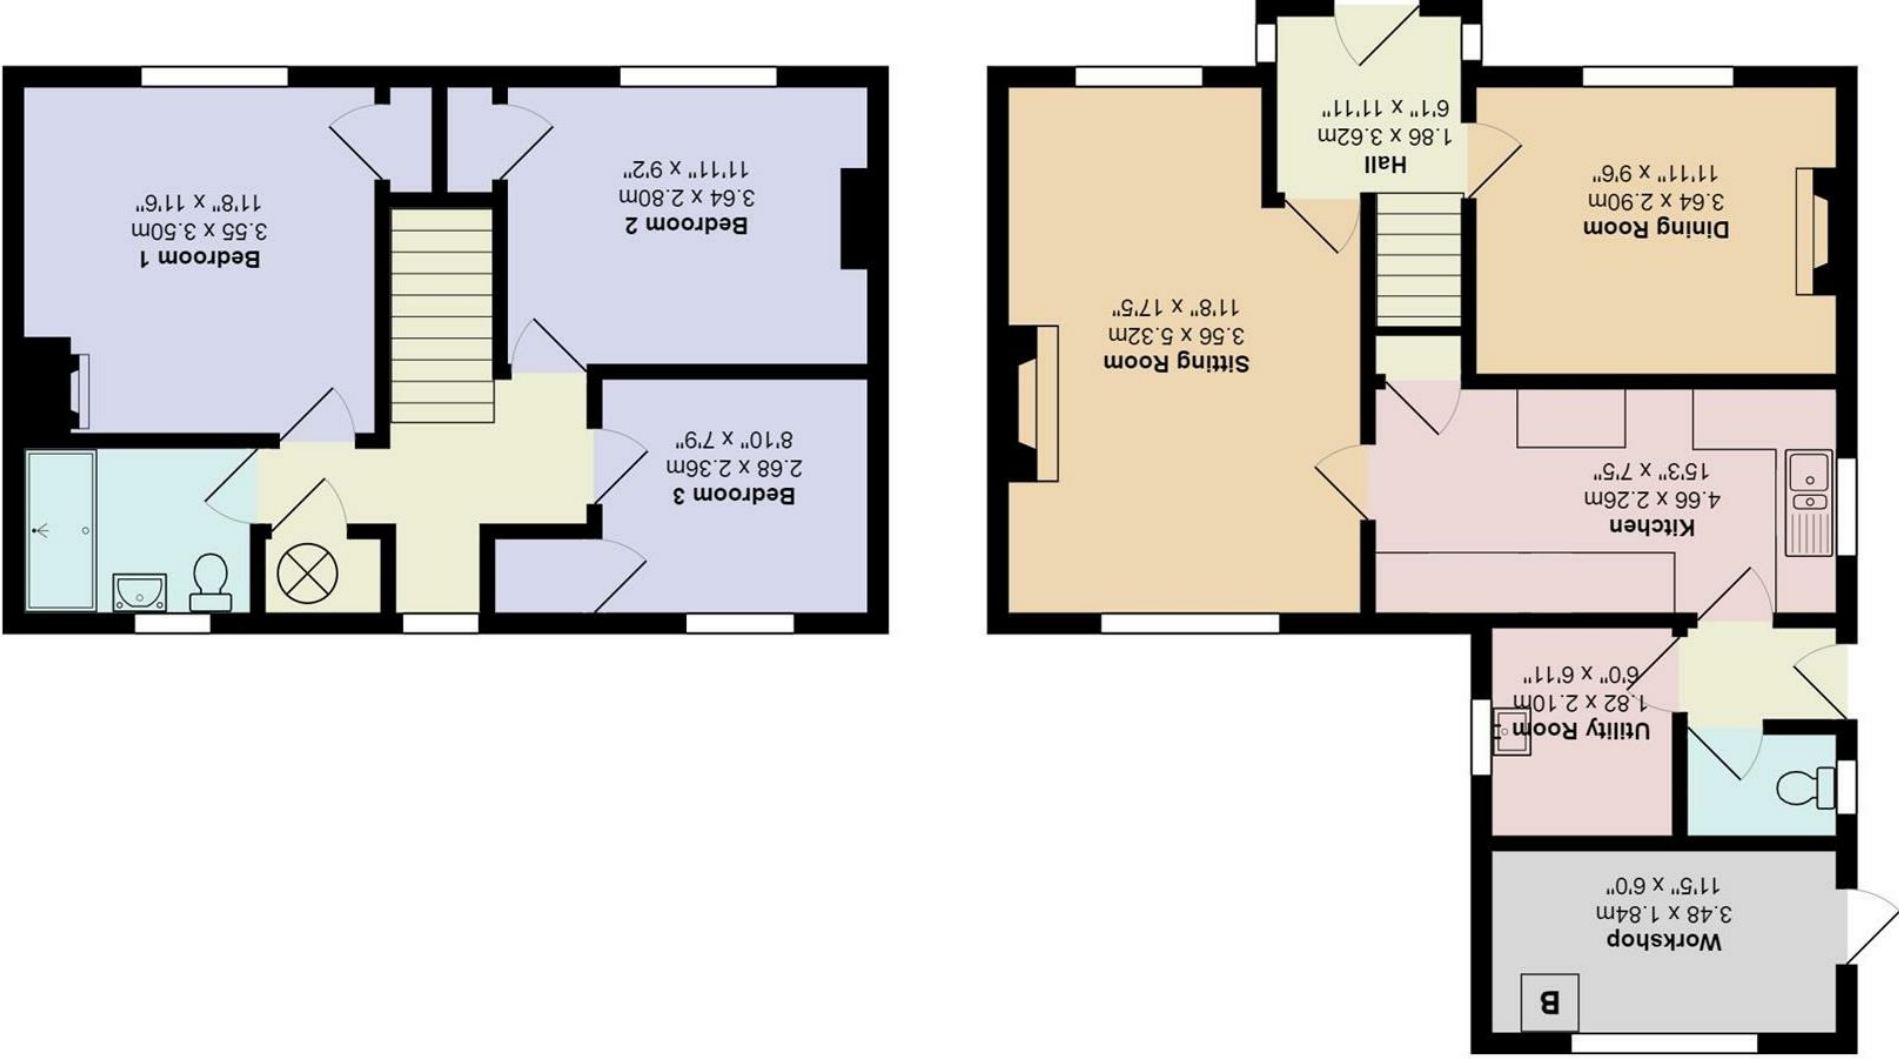 B
Workshop
3.48 x 1.84m
11'5" x 6'0"
Utility Room
1.82 x 2.10m
6'0" x 6'11"
Kitchen
4.66 x 2.26m
15'3" x 7'5"
Sitting Room
3.56 x 5.32m
11'8" x 17'5"
Dining Room
3.64 x 2.90m
11'11" x 9'6"
Hall
1.86 x 3.62m
6'1" x 11'11"
Bedroom 3
2.68 x 2.36m
8'10" x 7'9"
Bedroom 1
3.55 x 3.50m
11'8" x 11'6"
Bedroom 2
3.64 x 2.80m
11'11" x 9'2"